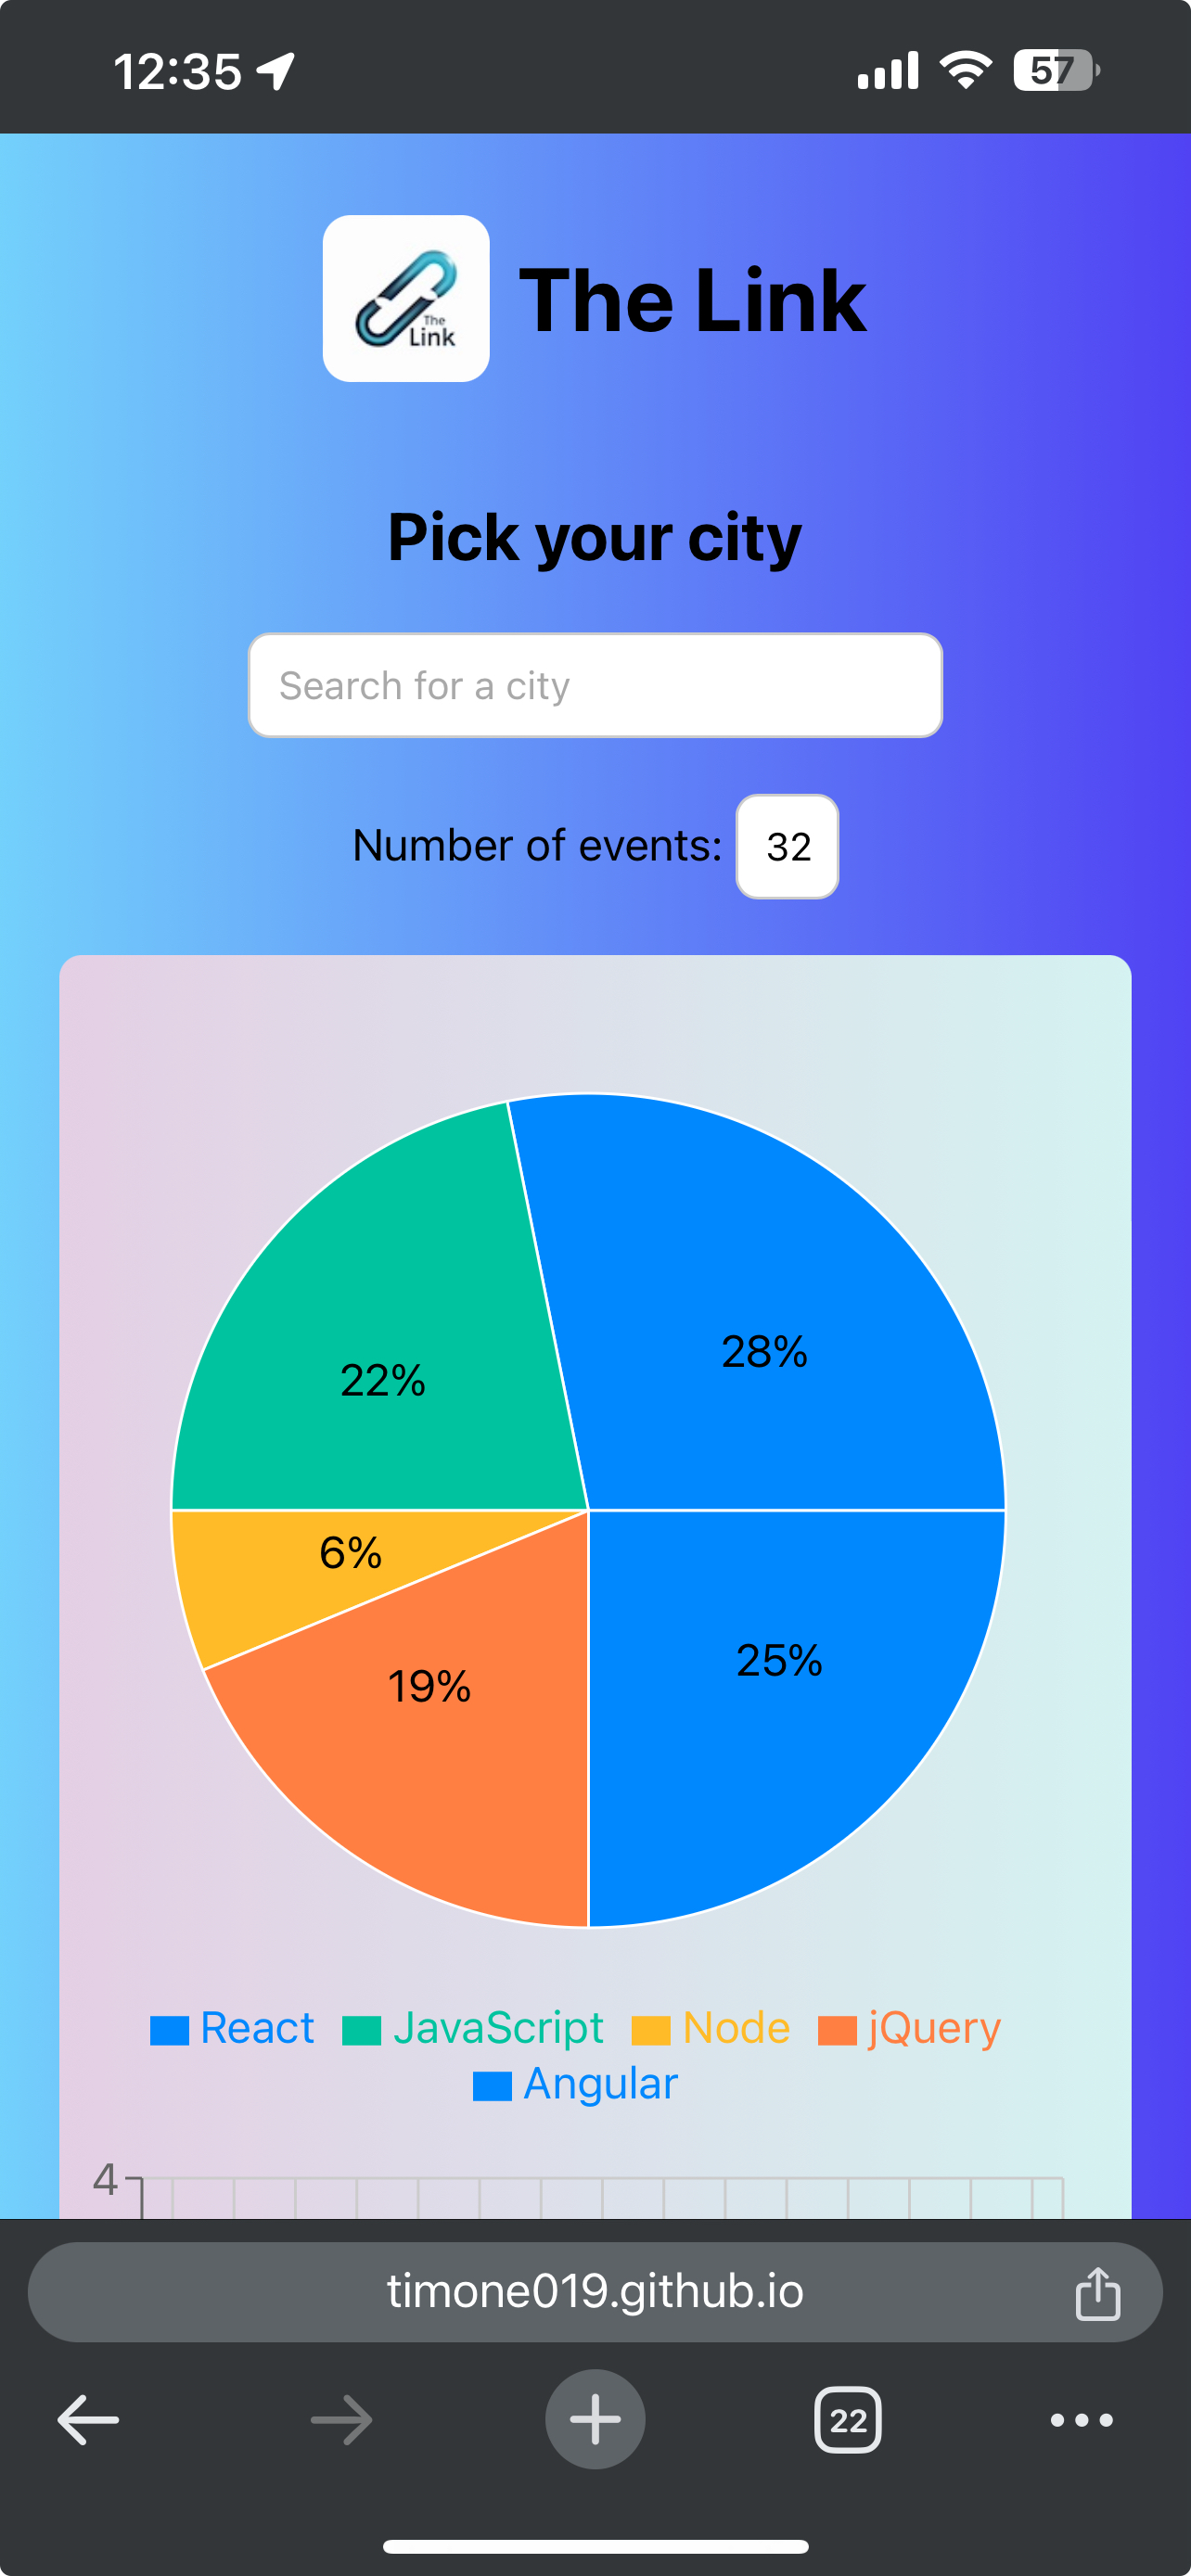 12:35
57
The
Link
The Link
Pick your city
Search for a city
Number of events: 32
28%
22%
6%
25%
19%
React JavaScript Node jQuery
Angular
4
timone019.github.io
22